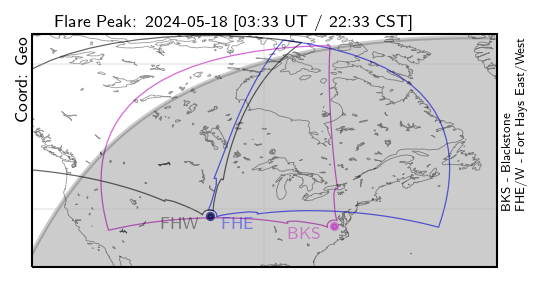 Flare Peak: 2024-05-18 [03:33 UT / 22:33 CST]
Coord: Geo
FHW
FHE
BKS
BKS - Blackstone
FHE/W - Fort Hays East/West